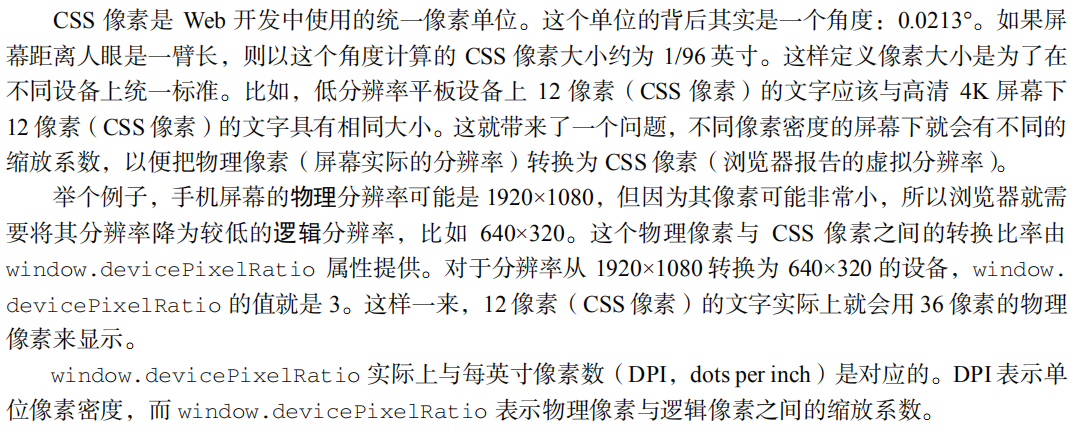 CSS 像素是 Web 开发中使用的统一像素单位。这个单位的背后其实是一个角度：0.0213°。如果屏
幕距离人眼是一臂长，则以这个角度计算的 CSS 像素大小约为 1/96 英寸。这样定义像素大小是为了在
不同设备上统一标准。比如，低分辨率平板设备上 12 像素（CSS 像素）的文字应该与高清 4K 屏幕下
12 像素（CSS 像素）的文字具有相同大小。这就带来了一个问题，不同像素密度的屏幕下就会有不同的
缩放系数，以便把物理像素（屏幕实际的分辨率）转换为 CSS 像素（浏览器报告的虚拟分辨率）。
举个例子，手机屏幕的物理分辨率可能是 1920×1080，但因为其像素可能非常小，所以浏览器就需
要将其分辨率降为较低的逻辑分辨率，比如 640×320。这个物理像素与 CSS 像素之间的转换比率由
window.devicePixelRatio 属性提供。对于分辨率从 1920×1080 转换为 640×320 的设备，window.
devicePixelRatio 的值就是 3。这样一来，12 像素（CSS 像素）的文字实际上就会用 36 像素的物理
像素来显示。
window.devicePixelRatio 实际上与每英寸像素数（DPI，dots per inch）是对应的。DPI 表示单
位像素密度，而 window.devicePixelRatio 表示物理像素与逻辑像素之间的缩放系数。